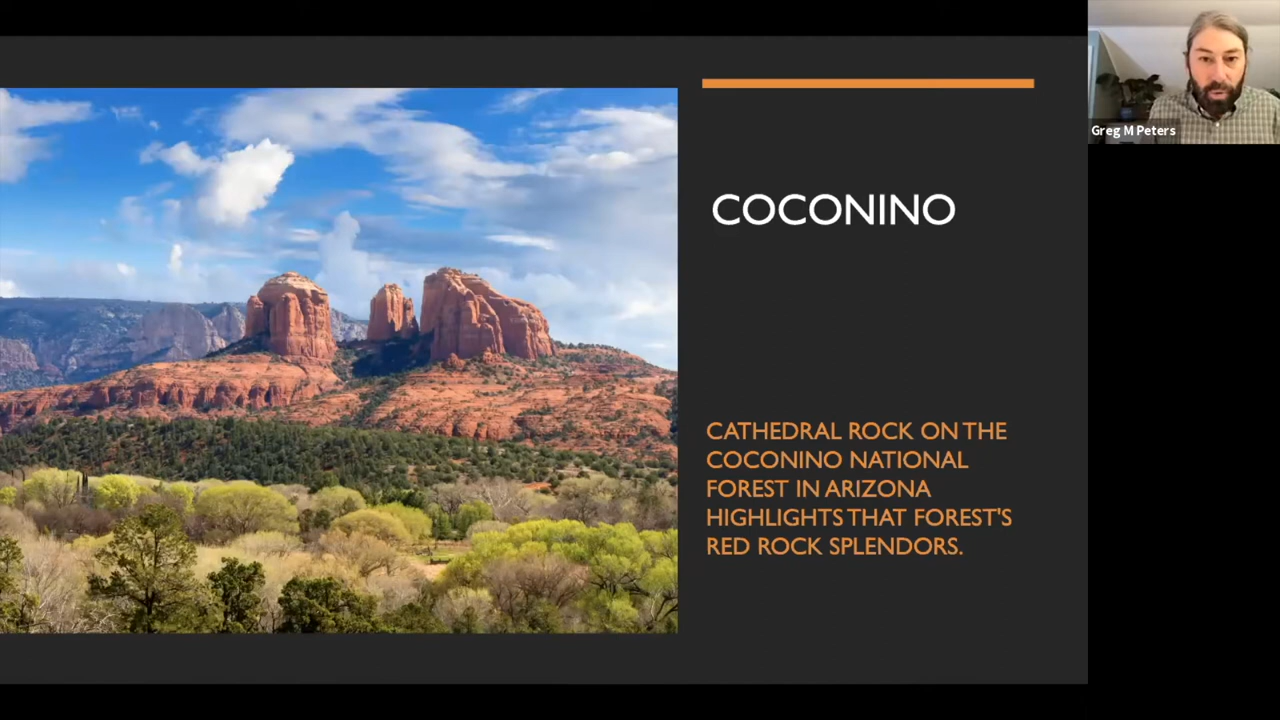 COCONINO
CATHEDRAL ROCK ON THE
COCONINO NATIONAL
FOREST IN ARIZONA
HIGHLIGHTS THAT FOREST'S
RED ROCK SPLENDORS.
Greg M Peters